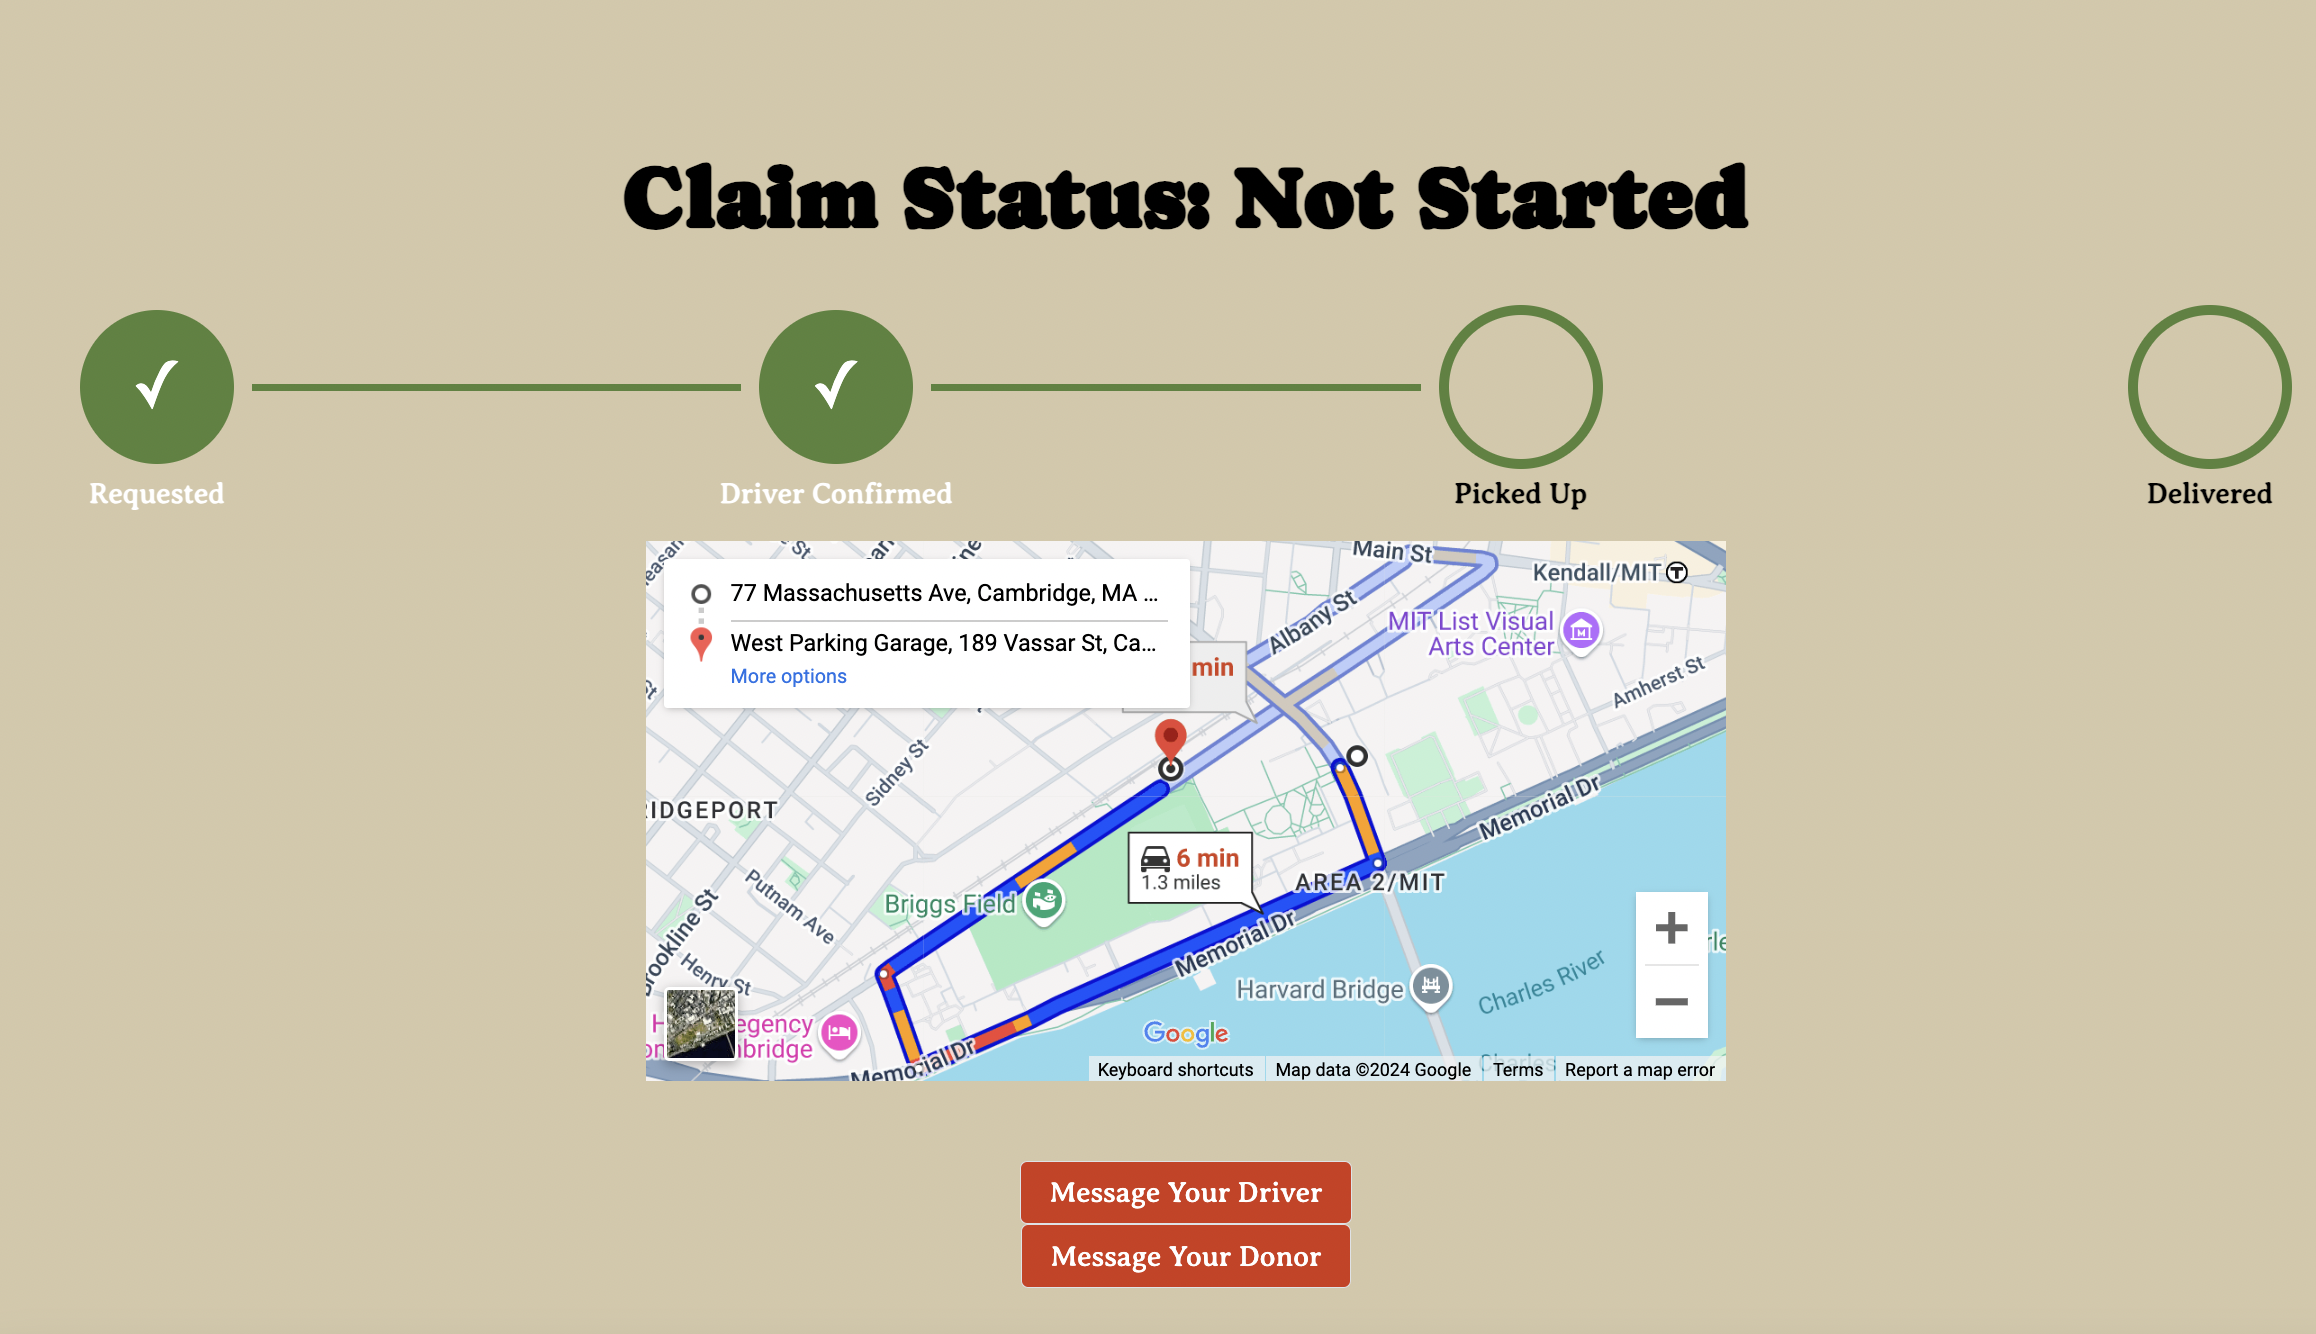 Claim Status: Not Started
Requested
Driver Confirmed
Picked Up
Delivered
77 Massachusetts Ave, Cambridge, MA ...
West Parking Garage, 189 Vassar St, Ca...
More options
min
Main St
Kendall/MIT
Albany St
MIT List Visual
Arts Center
Amherst St
Sidney St
RIDGEPORT
Memorial Dr
6 min
1.3 miles
AREA 2/MIT
Putnam Ave
Briggs Field
Brookline St
Henry St
Memorial Dr
Harvard Bridge
Charles River
H
egency
mbridge
Memorial Dr
Google
Charles
Keyboard shortcuts
Map data ©2024 Google
Terms
Report a map error
Message Your Driver
Message Your Donor